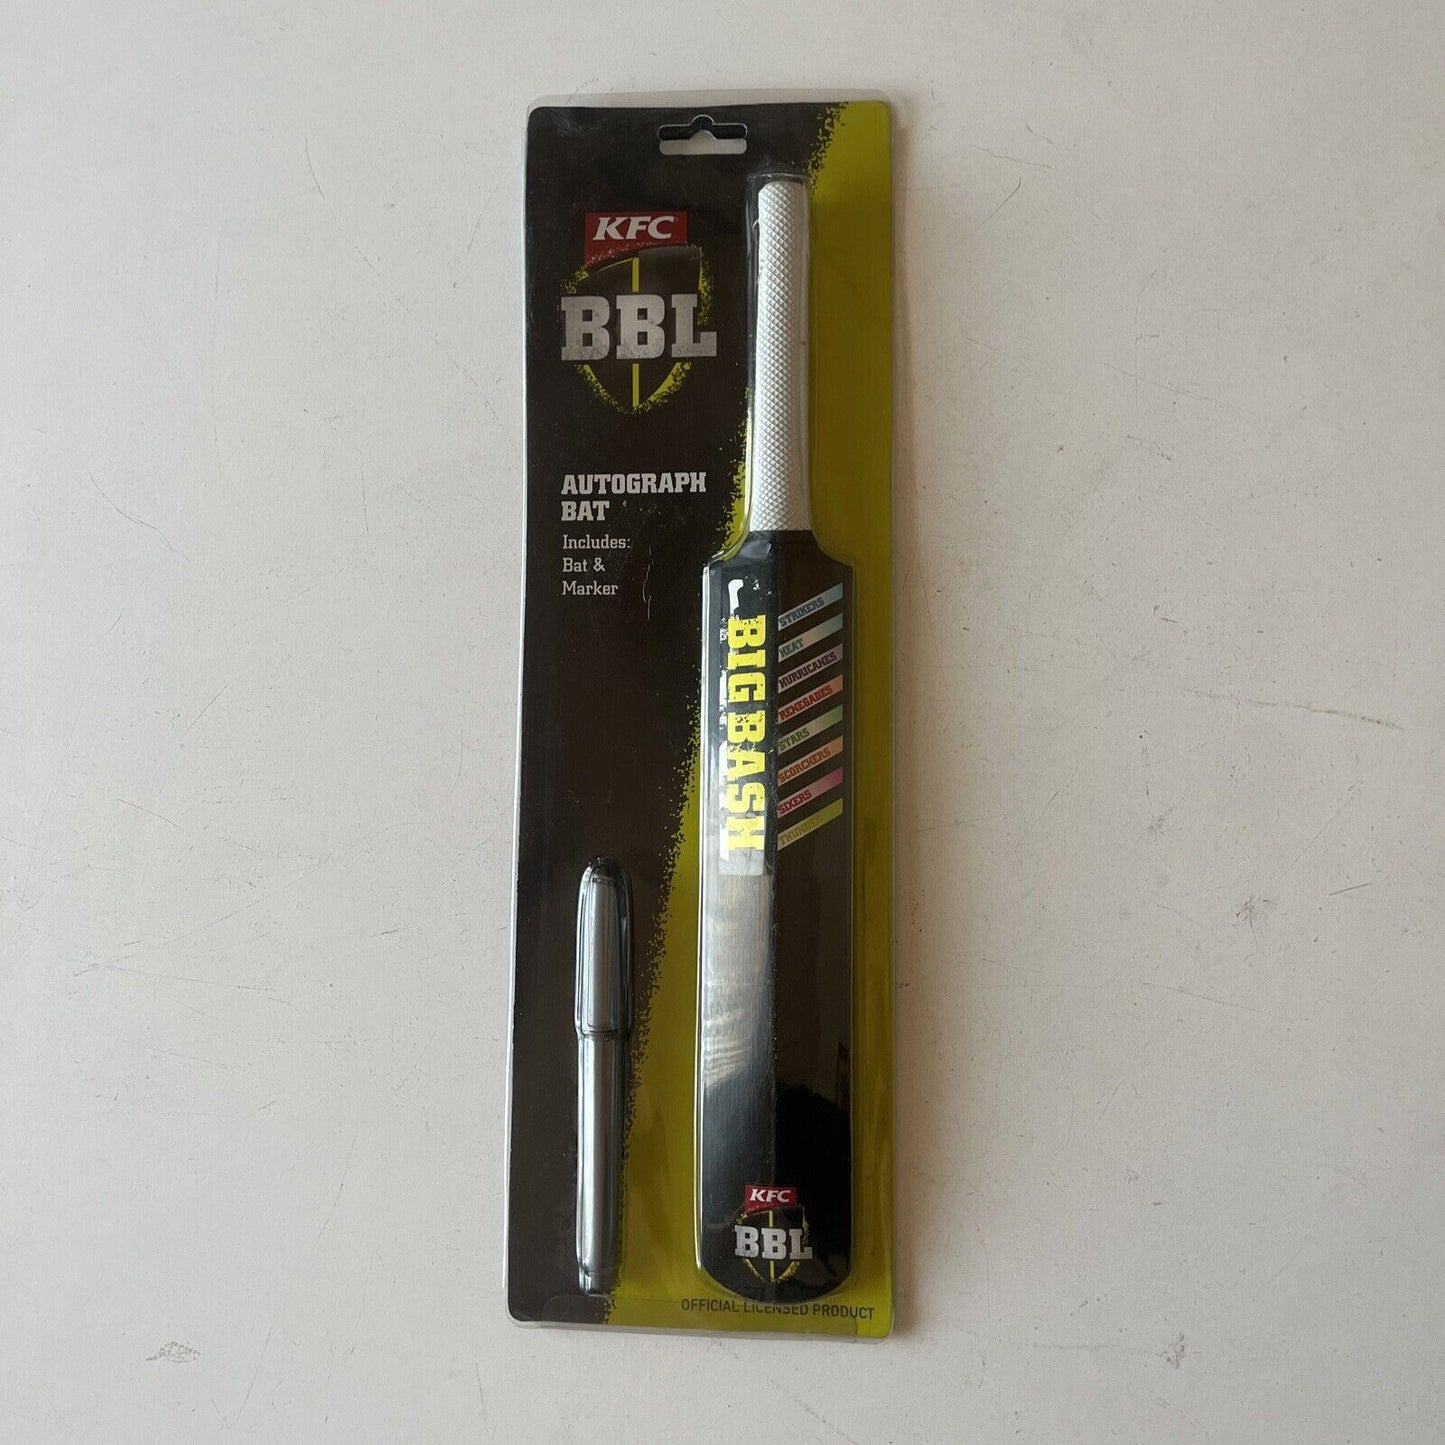 KFC
BBL
AUTOGRAPH
BAT
Includes:
Bat &
Marker
BIG BASH
STRIKERS
HEAT
HURRICANES
RENEGADES
STARS
SCORCHERS
SIXERS
THUNDER
KFC
BBL
OFFICIAL LICENSED PRODUCT